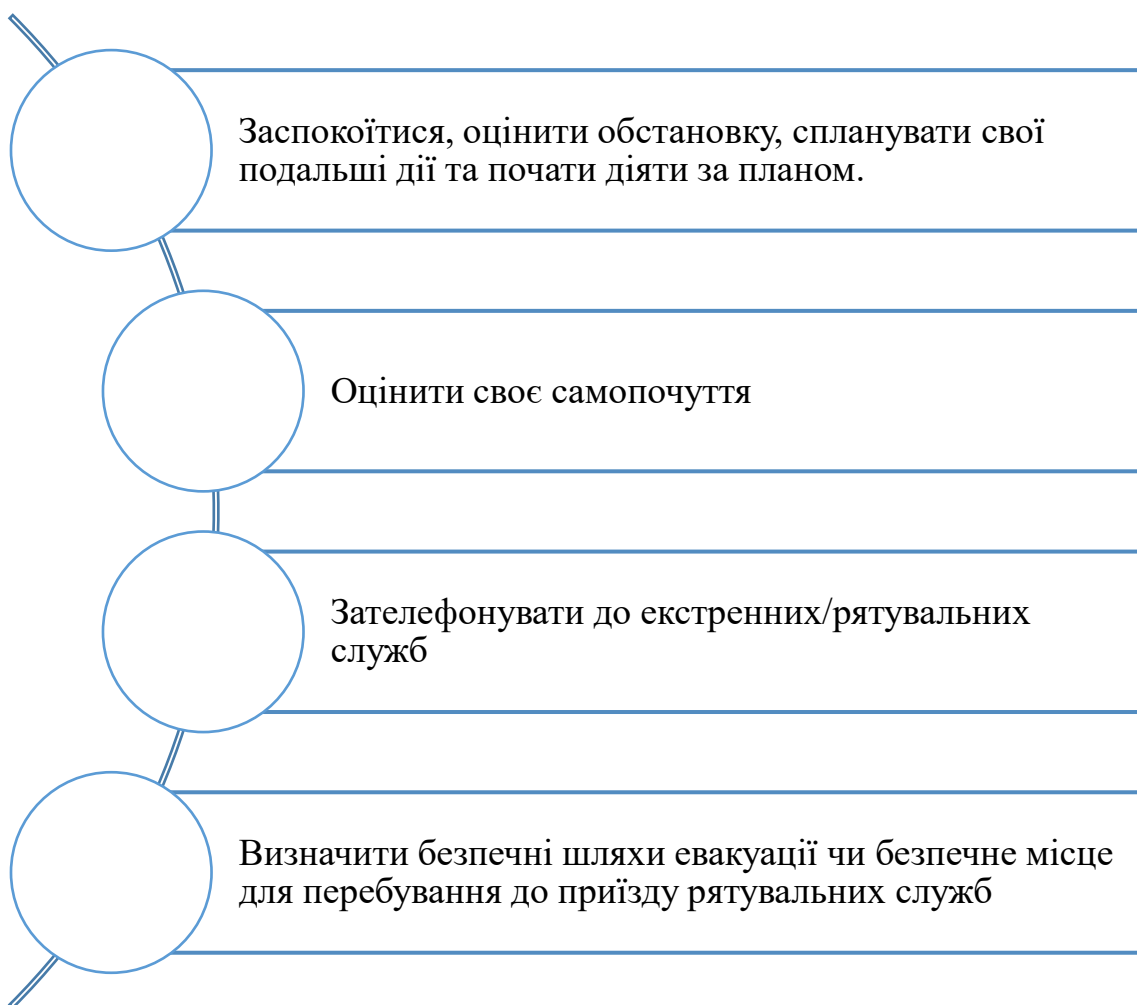 Заспокоїтися, оцінити обстановку, спланувати свої
подальші дії та почати діяти за планом.
Оцінити своє самопочуття
Зателефонувати до екстренних/рятувальних
служб
Визначити безпечні шляхи евакуації чи безпечне місце
для перебування до приїзду рятувальних служб